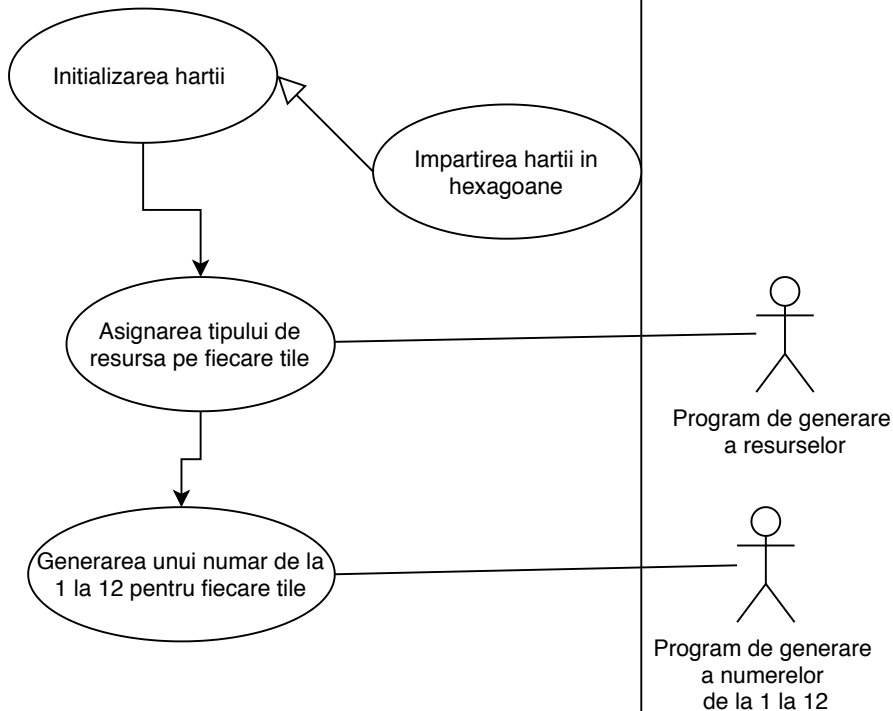 Initializarea hartii
Impartirea hartii in
hexagoane
Asignarea tipului de
resursa pe fiecare tile
Program de generare
a resurselor
Generarea unui numar de la
1 la 12 pentru fiecare tile
Program de generare
a numerelor
de la 1 la 12